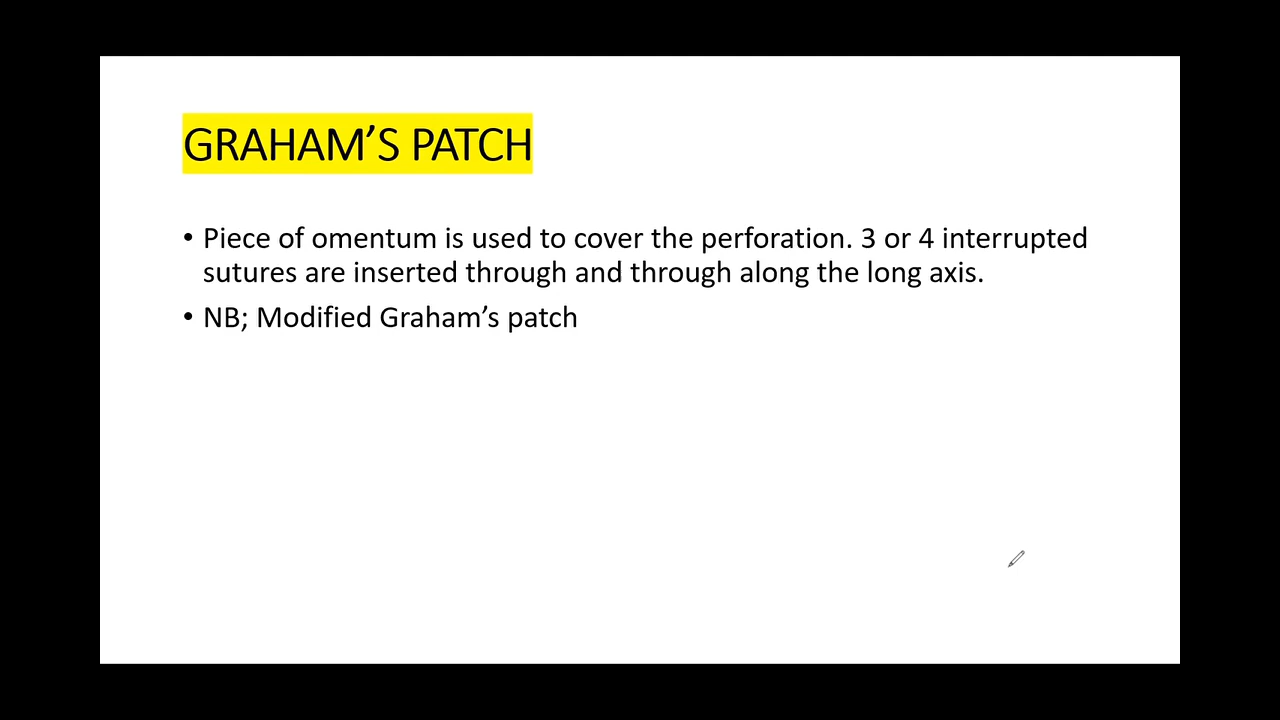 GRAHAM’S PATCH
• Piece of omentum is used to cover the perforation. 3 or 4 interrupted
sutures are inserted through and through along the long axis.
• NB; Modified Graham’s patch